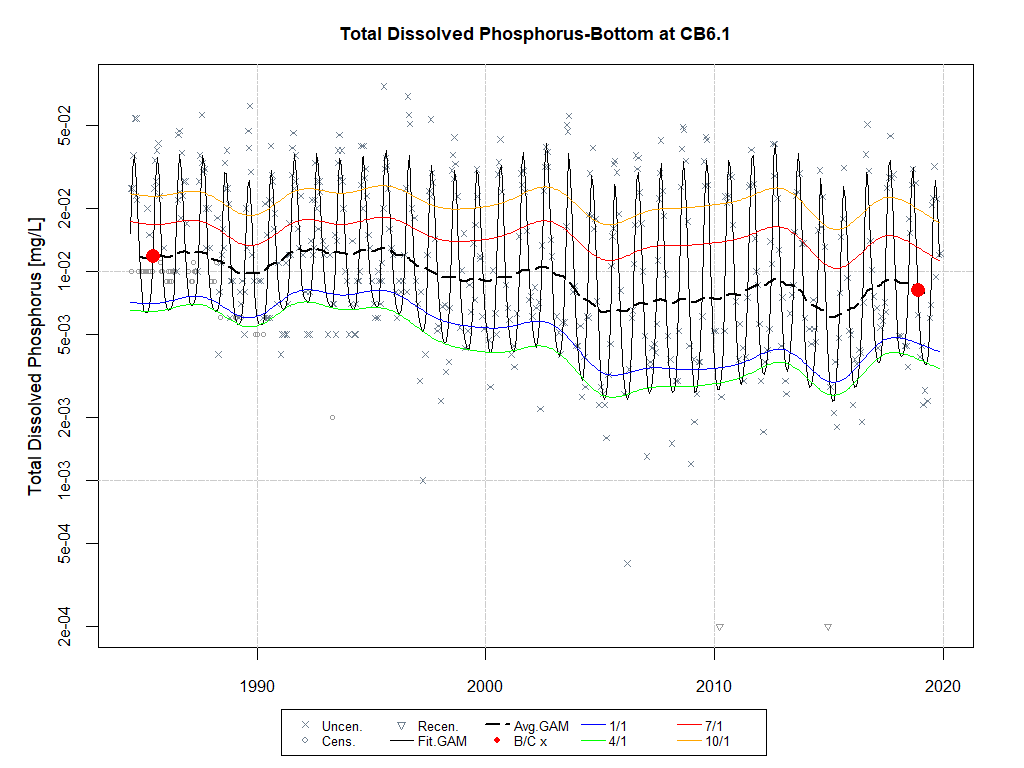 Total Dissolved Phosphorus-Bottom at CB6.1
Total Dissolved Phosphorus [mg/L]
5e-02
2e-02
1e-02
5e-03
2e-03
1e-03
5e-04
2e-04
1990
2000
2010
2020
Uncen. Recen. Avg.GAM 1/1 7/1
Cens. Fit.GAM B/C x 4/1 10/1